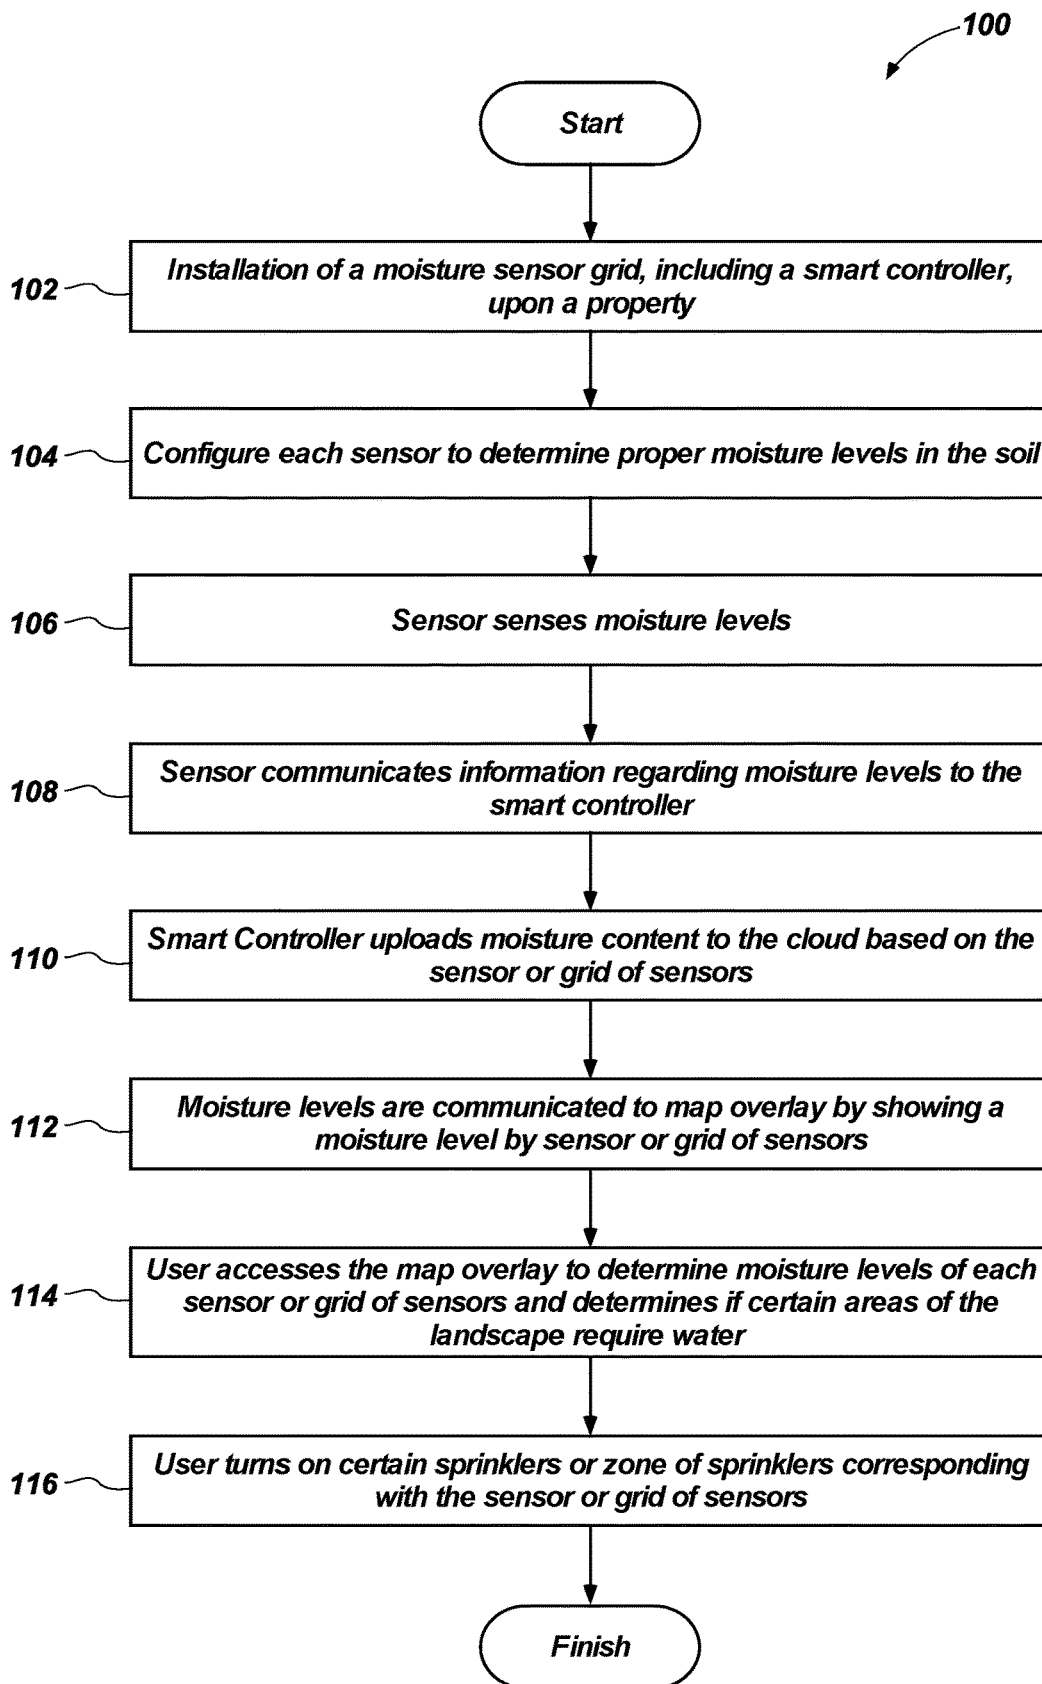 100
Start
102
Installation of a moisture sensor grid, including a smart controller,
upon a property
104
Configure each sensor to determine proper moisture levels in the soil
106
Sensor senses moisture levels
108
Sensor communicates information regarding moisture levels to the
smart controller
110
Smart Controller uploads moisture content to the cloud based on the
sensor or grid of sensors
112
Moisture levels are communicated to map overlay by showing a
moisture level by sensor or grid of sensors
114
User accesses the map overlay to determine moisture levels of each
sensor or grid of sensors and determines if certain areas of the
landscape require water
116
User turns on certain sprinklers or zone of sprinklers corresponding
with the sensor or grid of sensors
Finish